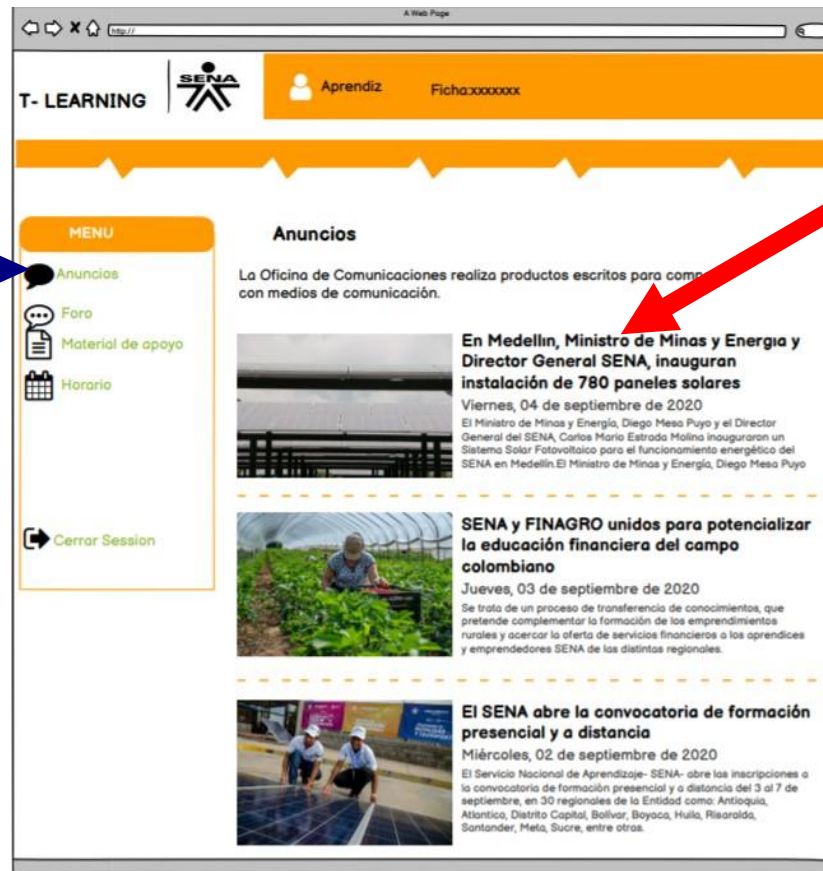 A Web Page
http://
T- LEARNING
SENA
Aprendiz
Ficha:xxxxxxx
MENU
Anuncios
Foro
Material de apoyo
Horario
Cerrar Session
Anuncios
La Oficina de Comunicaciones realiza productos escritos para
con medios de comunicación.
En Medellin, Ministro de Minas y Energia y
Director General SENA, inauguran
instalación de 780 paneles solares
Viernes, 04 de septiembre de 2020
El Ministro de Minas y Energía, Diego Mesa Puyo y el Director
General del SENA, Carlos Mario Estrada Molina inauguraron un
Sistema Solar Fotovoltaico para el funcionamiento energético del
SENA en Medellín.El Ministro de Minas y Energía, Diego Mesa Puyo
SENA y FINAGRO unidos para potencializar
la educación financiera del campo
colombiano
Jueves, 03 de septiembre de 2020
Se trata de un proceso de transferencia de conocimientos, que
pretende complementar la formación de los emprendimientos
rurales y acercar la oferta de servicios financieros a los aprendices
y emprendedores SENA de las distintas regionales.
El SENA abre la convocatoria de formación
presencial y a distancia
Miércoles, 02 de septiembre de 2020
El Servicio Nacional de Aprendizaje- SENA- abre las inscripciones a
la convocatoria de formación presencial y a distancia del 3 al 7 de
septiembre, en 30 regionales de la Entidad como: Antioquia,
Atlantico, Distrito Capital, Bolívar, Boyaca, Huila, Risaralda,
Santander, Meta, Sucre, entre otras.